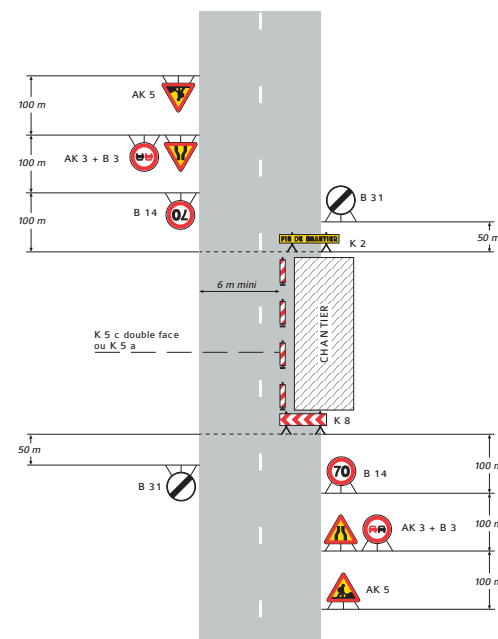 100 m
AK 5
100 m
AK 3 + B 3
100 m
B 14
70
B 31
50 m
FIN DE CHANTIER
K 2
6 m mini
CHANTIER
K 5 c double face
ou K 5 a
K 8
50 m
B 31
70
B 14
100 m
AK 3 + B 3
100 m
AK 5
100 m